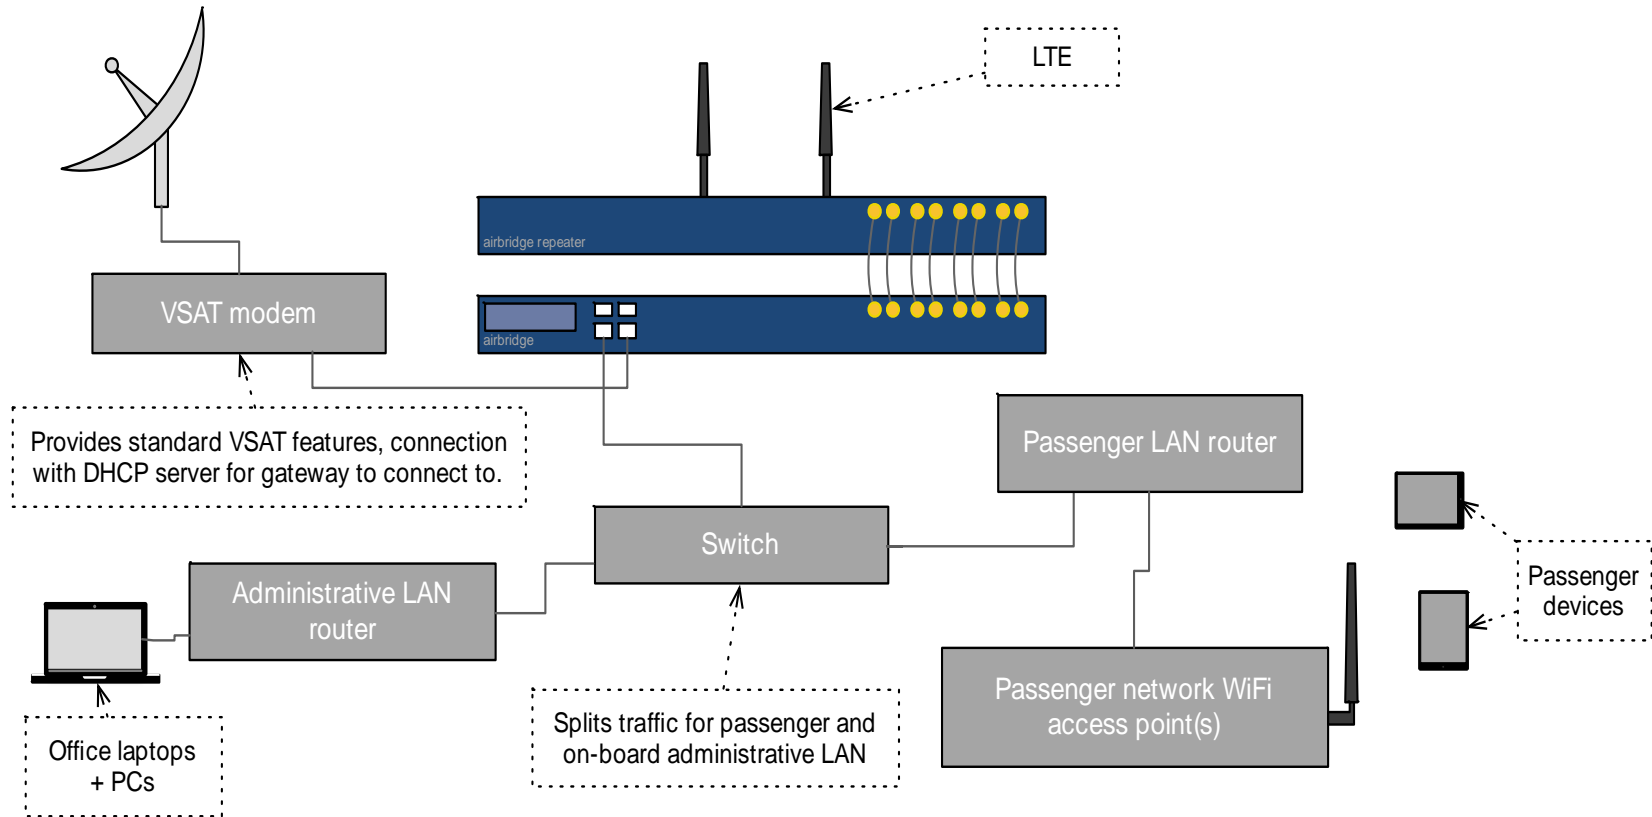 LTE
airbridge repeater
VSAT modem
airbridge
Provides standard VSAT features, connection
with DHCP server for gateway to connect to.
Passenger LAN router
Switch
Administrative LAN
router
Passenger
devices
Passenger network WiFi
access point(s)
Splits traffic for passenger and
on-board administrative LAN
Office laptops
+ PCs